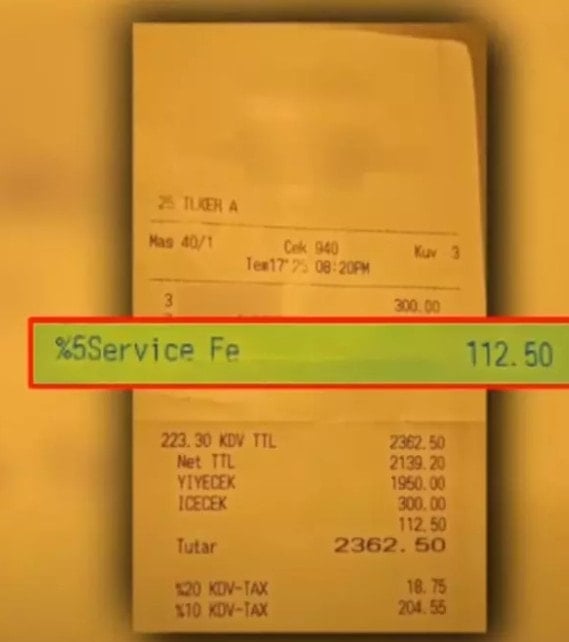 25 İLKER A
Mas 40/1 Cek 940 Kuv 3
Tem17'25 08:20PM
3 300.00
%5Service Fe 112.50
223.30 KDV TTL 2362.50
Net TTL 2139.20
YIYECEK 1950.00
ICECEK 300.00
112.50
Tutar 2362.50
%20 KDV-TAX 18.75
%10 KDV-TAX 204.55